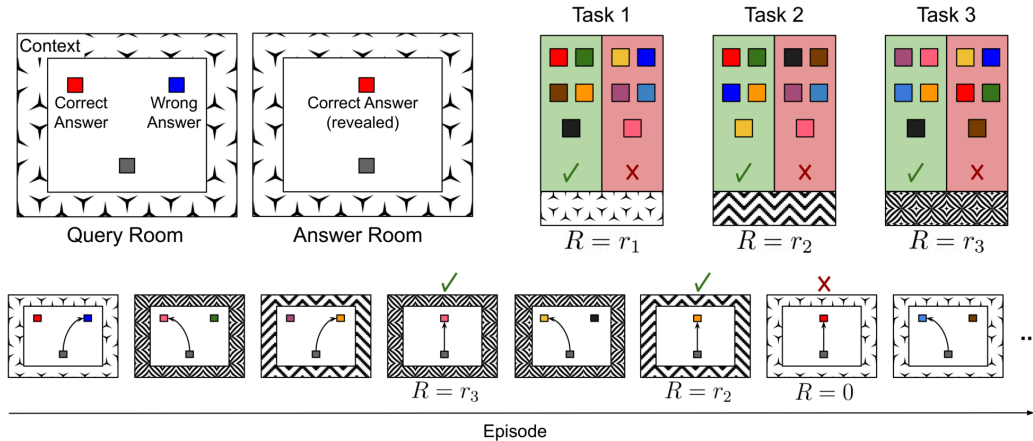 Context
Correct Answer
Wrong Answer
Query Room
Correct Answer (revealed)
Answer Room
Task 1
Task 2
Task 3
✓ ✗
✓ ✗
✓ ✗
R = r₁
R = r₂
R = r₃
✓
✓
✗
R = r₃
R = r₂
R = 0
...
Episode